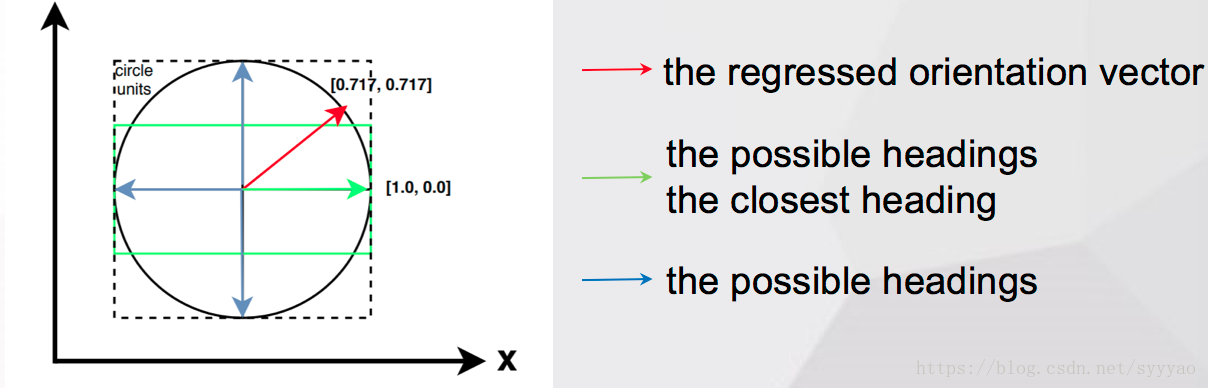 circle
units
[0.717, 0.717]
[1.0, 0.0]
X
the regressed orientation vector
the possible headings
the closest heading
the possible headings
https://blog.csdn.net/syyyao